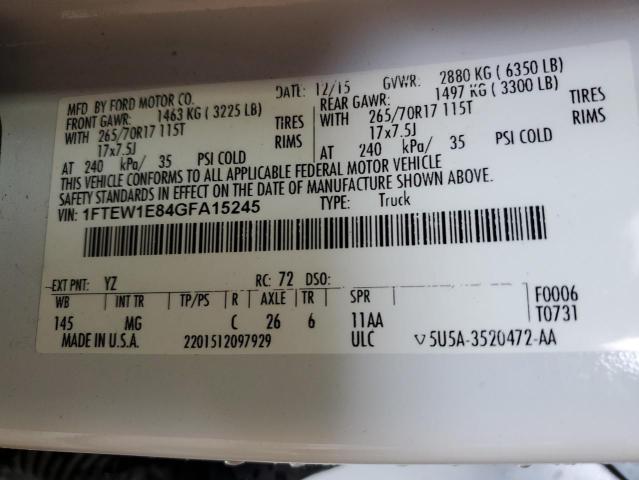 MFD BY FORD MOTOR CO. DATE: 12/15 GVWR: 2880 KG ( 6350 LB)
FRONT GAWR: 1463 KG ( 3225 LB) REAR GAWR: 1497 KG ( 3300 LB)
WITH 265/70R17 115T TIRES WITH 265/70R17 115T TIRES
17x7.5J RIMS 17x7.5J RIMS
AT 240 kPa/ 35 PSI COLD AT 240 kPa/ 35 PSI COLD
THIS VEHICLE CONFORMS TO ALL APPLICABLE FEDERAL MOTOR VEHICLE
SAFETY STANDARDS IN EFFECT ON THE DATE OF MANUFACTURE SHOWN ABOVE.
VIN: 1FTEW1E84GFA15245 TYPE: Truck
EXT PNT: YZ RC: 72 DSO:
WB INT TR TP/PS R AXLE TR SPR F0006
145 MG C 26 6 11AA T0731
MADE IN U.S.A. 2201512097929 ULC V5U5A-3520472-AA